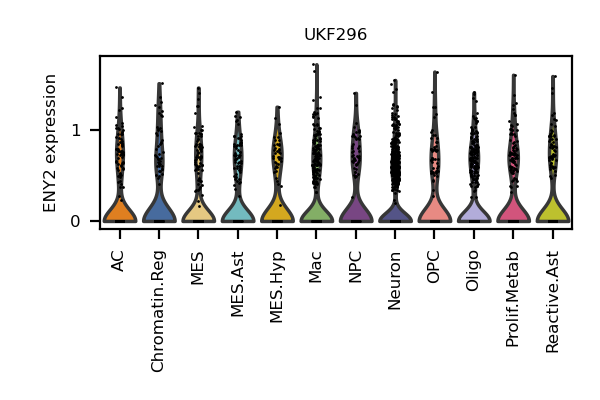 UKF296
ENY2 expression
1
0
AC
Chromatin.Reg
MES
MES.Ast
MES.Hyp
Mac
NPC
Neuron
OPC
Oligo
Prolif.Metab
Reactive.Ast